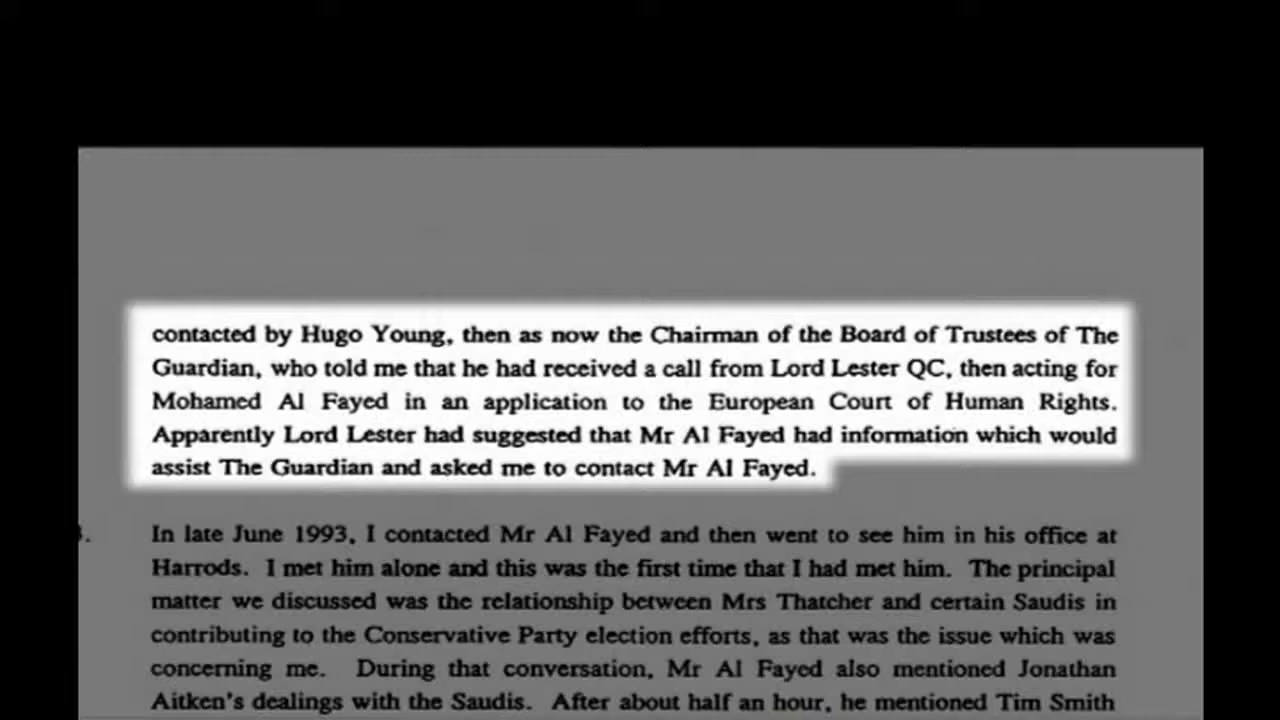 contacted by Hugo Young, then as now the Chairman of the Board of Trustees of The
Guardian, who told me that he had received a call from Lord Lester QC, then acting for
Mohamed Al Fayed in an application to the European Court of Human Rights.
Apparently Lord Lester had suggested that Mr Al Fayed had information which would
assist The Guardian and asked me to contact Mr Al Fayed.
In late June 1993, I contacted Mr Al Fayed and then went to see him in his office at
Harrods. I met him alone and this was the first time that I had met him. The principal
matter we discussed was the relationship between Mrs Thatcher and certain Saudis in
contributing to the Conservative Party election efforts, as that was the issue which was
concerning me. During that conversation, Mr Al Fayed also mentioned Jonathan
Aitken's dealings with the Saudis. After about half an hour, he mentioned Tim Smith